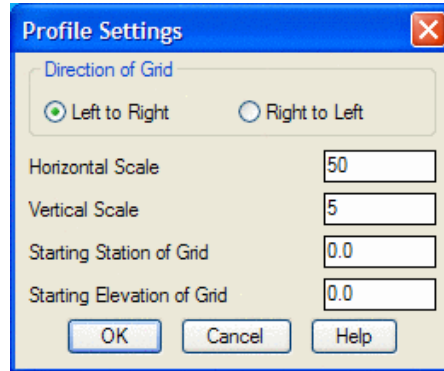 Profile Settings
Direction of Grid
Left to Right Right to Left
Horizontal Scale 50
Vertical Scale 5
Starting Station of Grid 0.0
Starting Elevation of Grid 0.0
OK Cancel Help